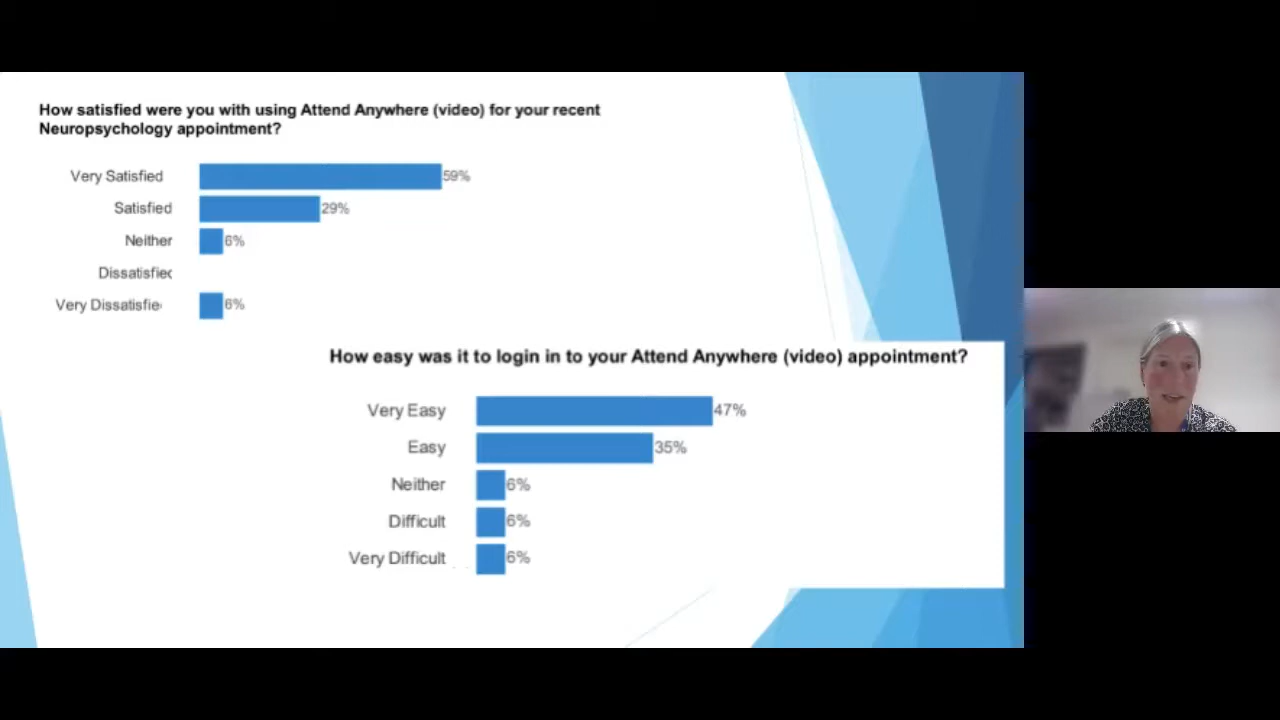 How satisfied were you with using Attend Anywhere (video) for your recent
Neuropsychology appointment?
Very Satisfied 59%
Satisfied 29%
Neither 6%
Dissatisfied
Very Dissatisfie 6%
How easy was it to login in to your Attend Anywhere (video) appointment?
Very Easy 47%
Easy 35%
Neither 6%
Difficult 6%
Very Difficult 6%